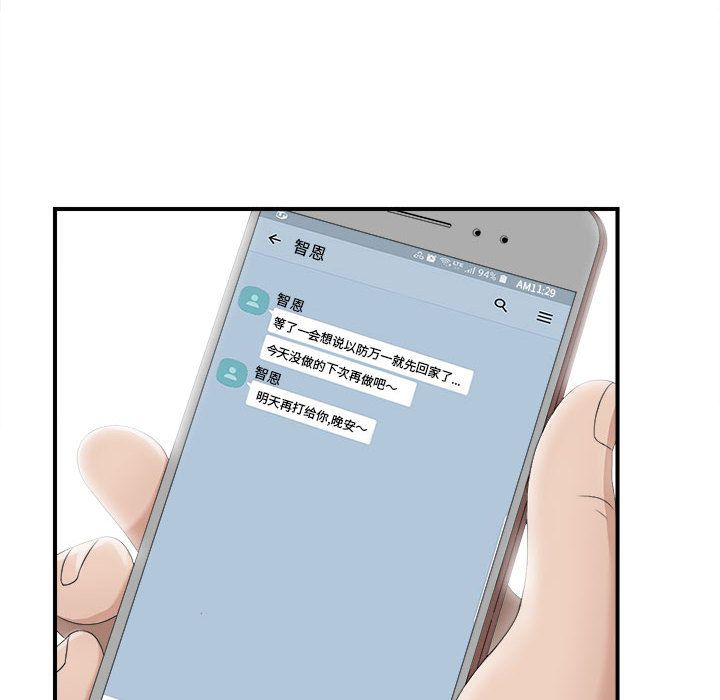 智恩
LTE 94% AM11:29
智恩
等了一会想说以防万一就先回家了...
今天没做的下次再做吧～
智恩
明天再打给你,晚安～